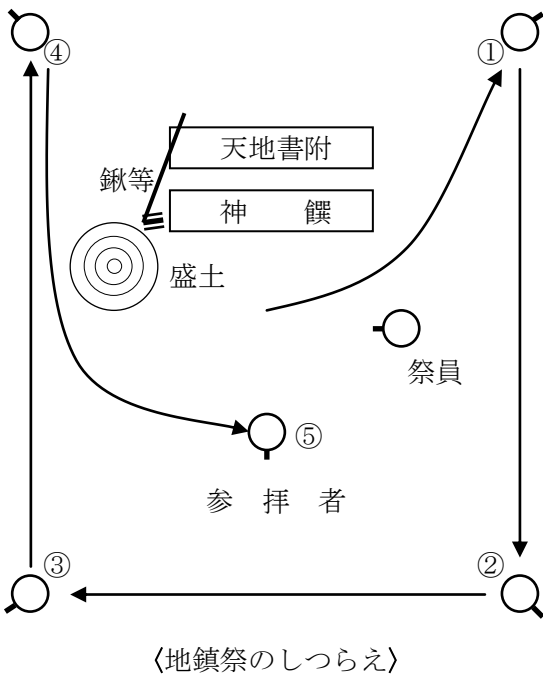 ④
①
天地書附
鍬等
神　　饌
盛土
祭員
⑤
参　拝　者
③
②
〈地鎮祭のしつらえ〉